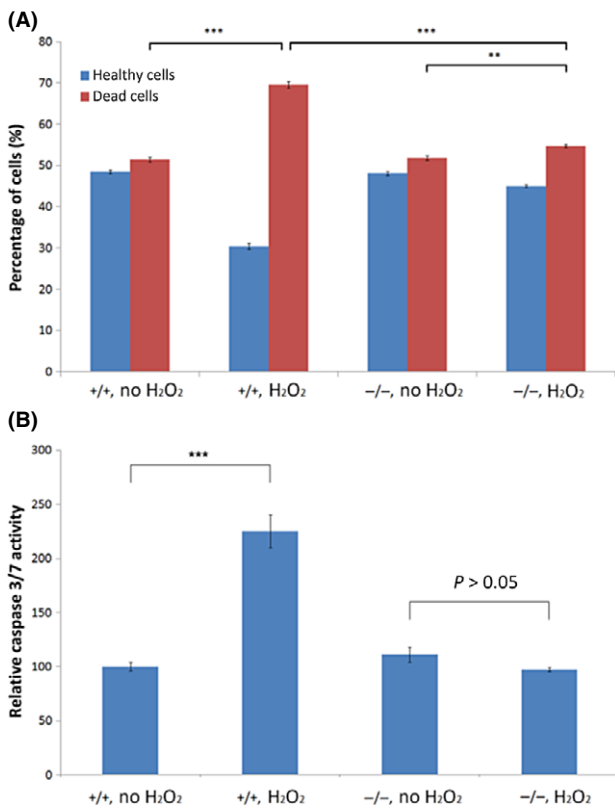 (A)
*** ***
**
Healthy cells
Dead cells
Percentage of cells (%)
80
70
60
50
40
30
20
10
0
+/+, no H₂O₂ +/+, H₂O₂ −/−, no H₂O₂ −/−, H₂O₂
(B)
Relative caspase 3/7 activity
300
250
200
150
100
50
0
***
P > 0.05
+/+, no H₂O₂ +/+, H₂O₂ −/−, no H₂O₂ −/−, H₂O₂